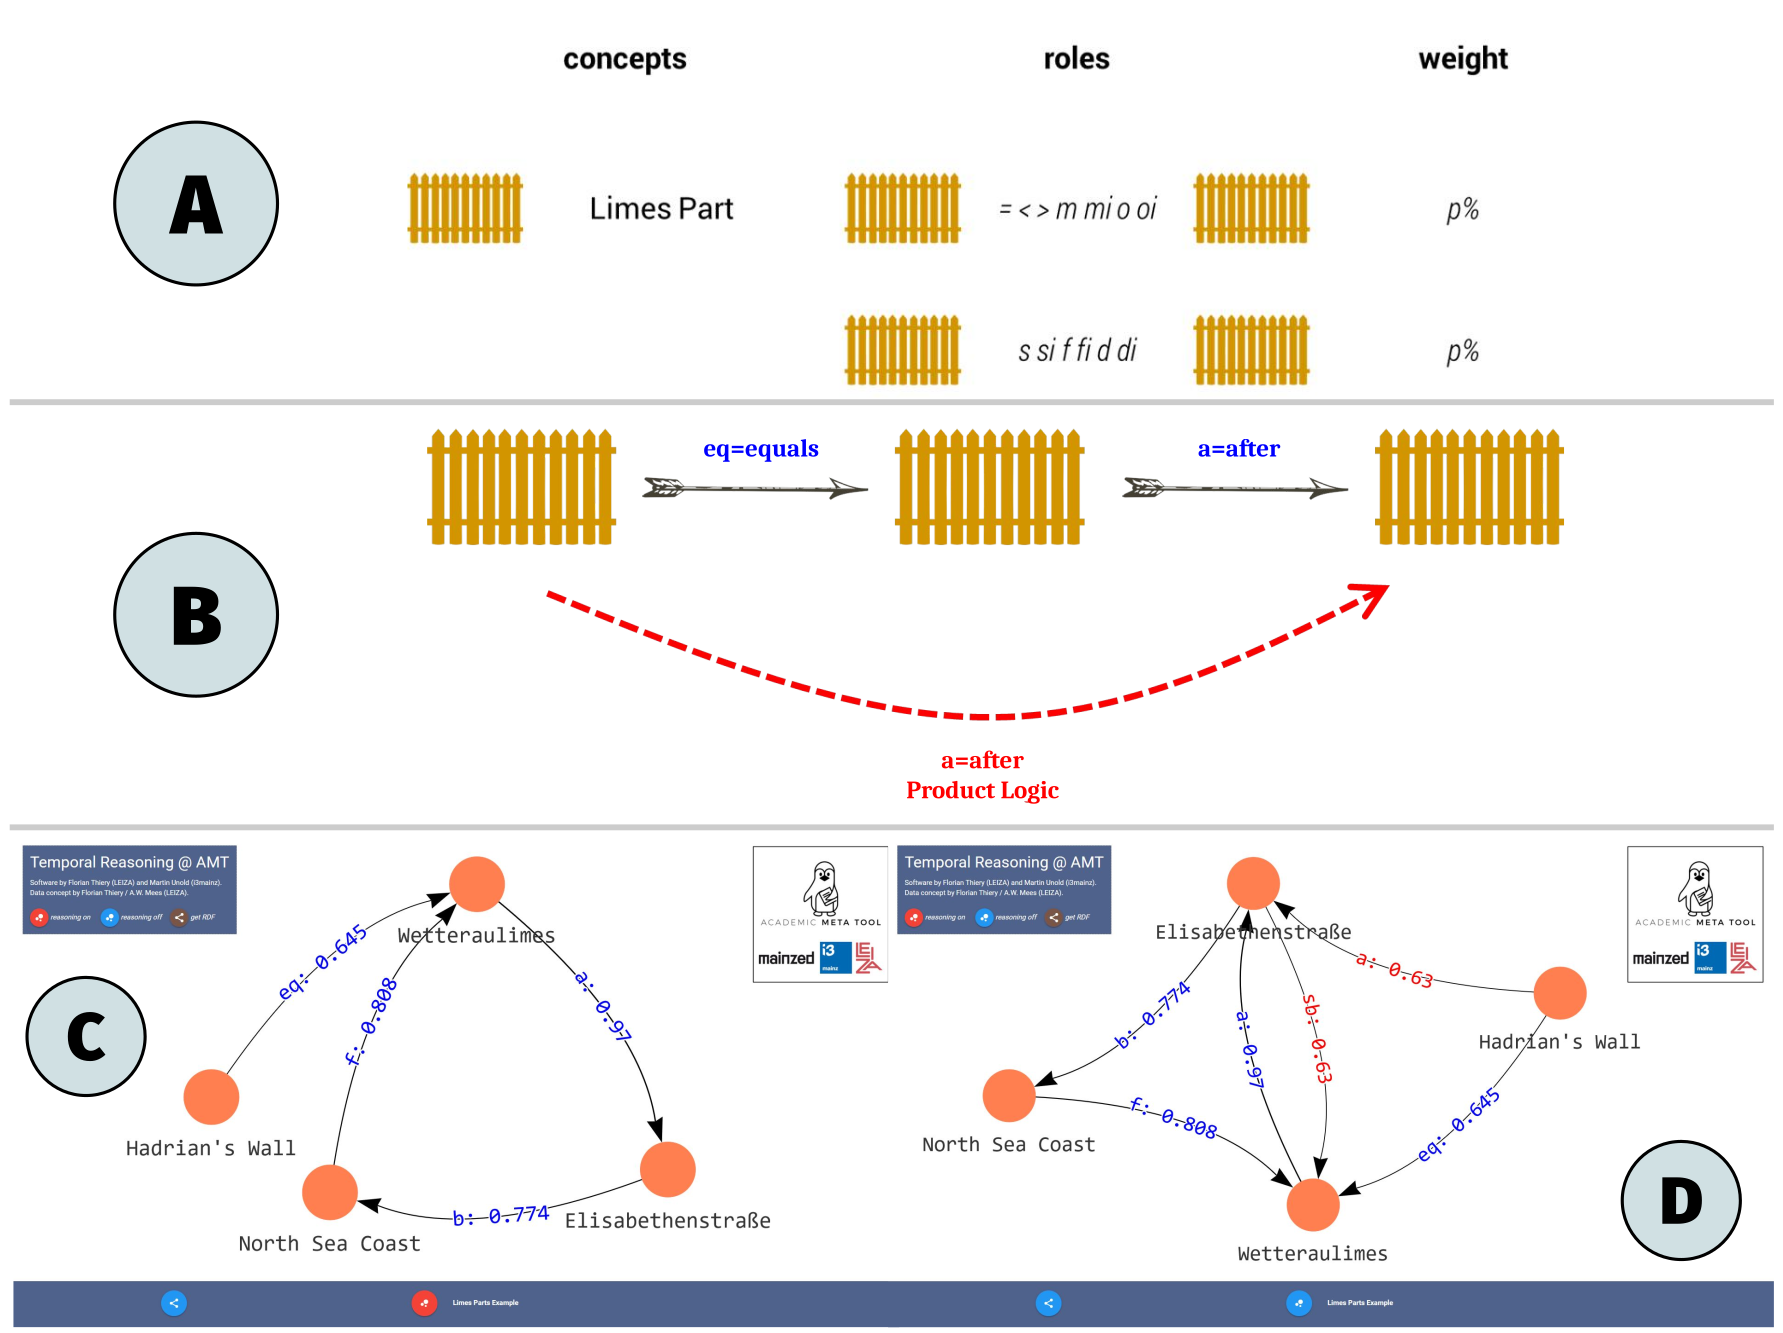 concepts roles weight
A
Limes Part = < > m mi o oi p%
s si f fi d di p%
eq=equals a=after
B
a=after
Product Logic
Temporal Reasoning @ AMT
Software by Florian Thiery (LEIZA) and Martin Unold (i3mainz).
Data concept by Florian Thiery / A.W. Mees (LEIZA).
reasoning on reasoning off get RDF
ACADEMIC META TOOL
mainzed i3 mainz LEIZA
C
Wetteraulimes
eq: 0.645
f: 0.808
a: 0.97
Hadrian's Wall
b: 0.774
Elisabethenstraße
North Sea Coast
Limes Parts Example
Temporal Reasoning @ AMT
Software by Florian Thiery (LEIZA) and Martin Unold (i3mainz).
Data concept by Florian Thiery / A.W. Mees (LEIZA).
reasoning on reasoning off get RDF
ACADEMIC META TOOL
mainzed i3 mainz LEIZA
Elisabethenstraße
a: 0.63
b: 0.774
a: 0.97
sb: 0.63
Hadrian's Wall
f: 0.808
eq: 0.645
North Sea Coast
D
Wetteraulimes
Limes Parts Example